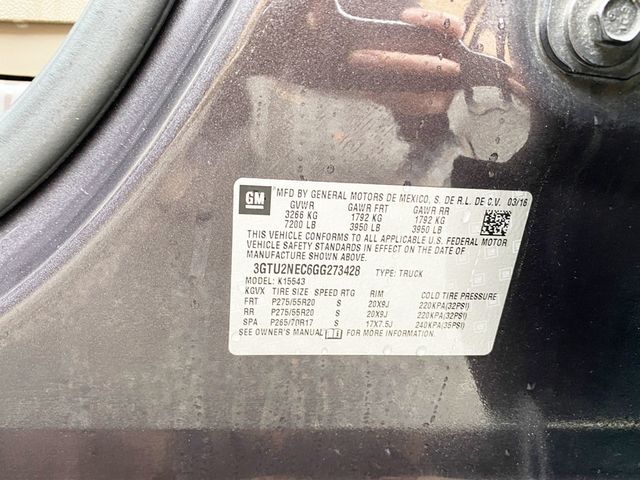 GM MFD BY GENERAL MOTORS DE MEXICO, S. DE R.L. DE C.V. 03/16
GVWR GAWR FRT GAWR RR
3266 KG 1792 KG 1792 KG
7200 LB 3950 LB 3950 LB
THIS VEHICLE CONFORMS TO ALL APPLICABLE U.S. FEDERAL MOTOR
VEHICLE SAFETY STANDARDS IN EFFECT ON THE DATE OF
MANUFACTURE SHOWN ABOVE.
3GTU2NEC6GG273428 TYPE: TRUCK
MODEL: K15543
KGVX TIRE SIZE SPEED RTG RIM COLD TIRE PRESSURE
FRT P275/55R20 S 20X9J 220KPA(32PSI)
RR P275/55R20 S 20X9J 220KPA(32PSI)
SPA P265/70R17 S 17X7.5J 240KPA(35PSI)
SEE OWNER'S MANUAL FOR MORE INFORMATION.